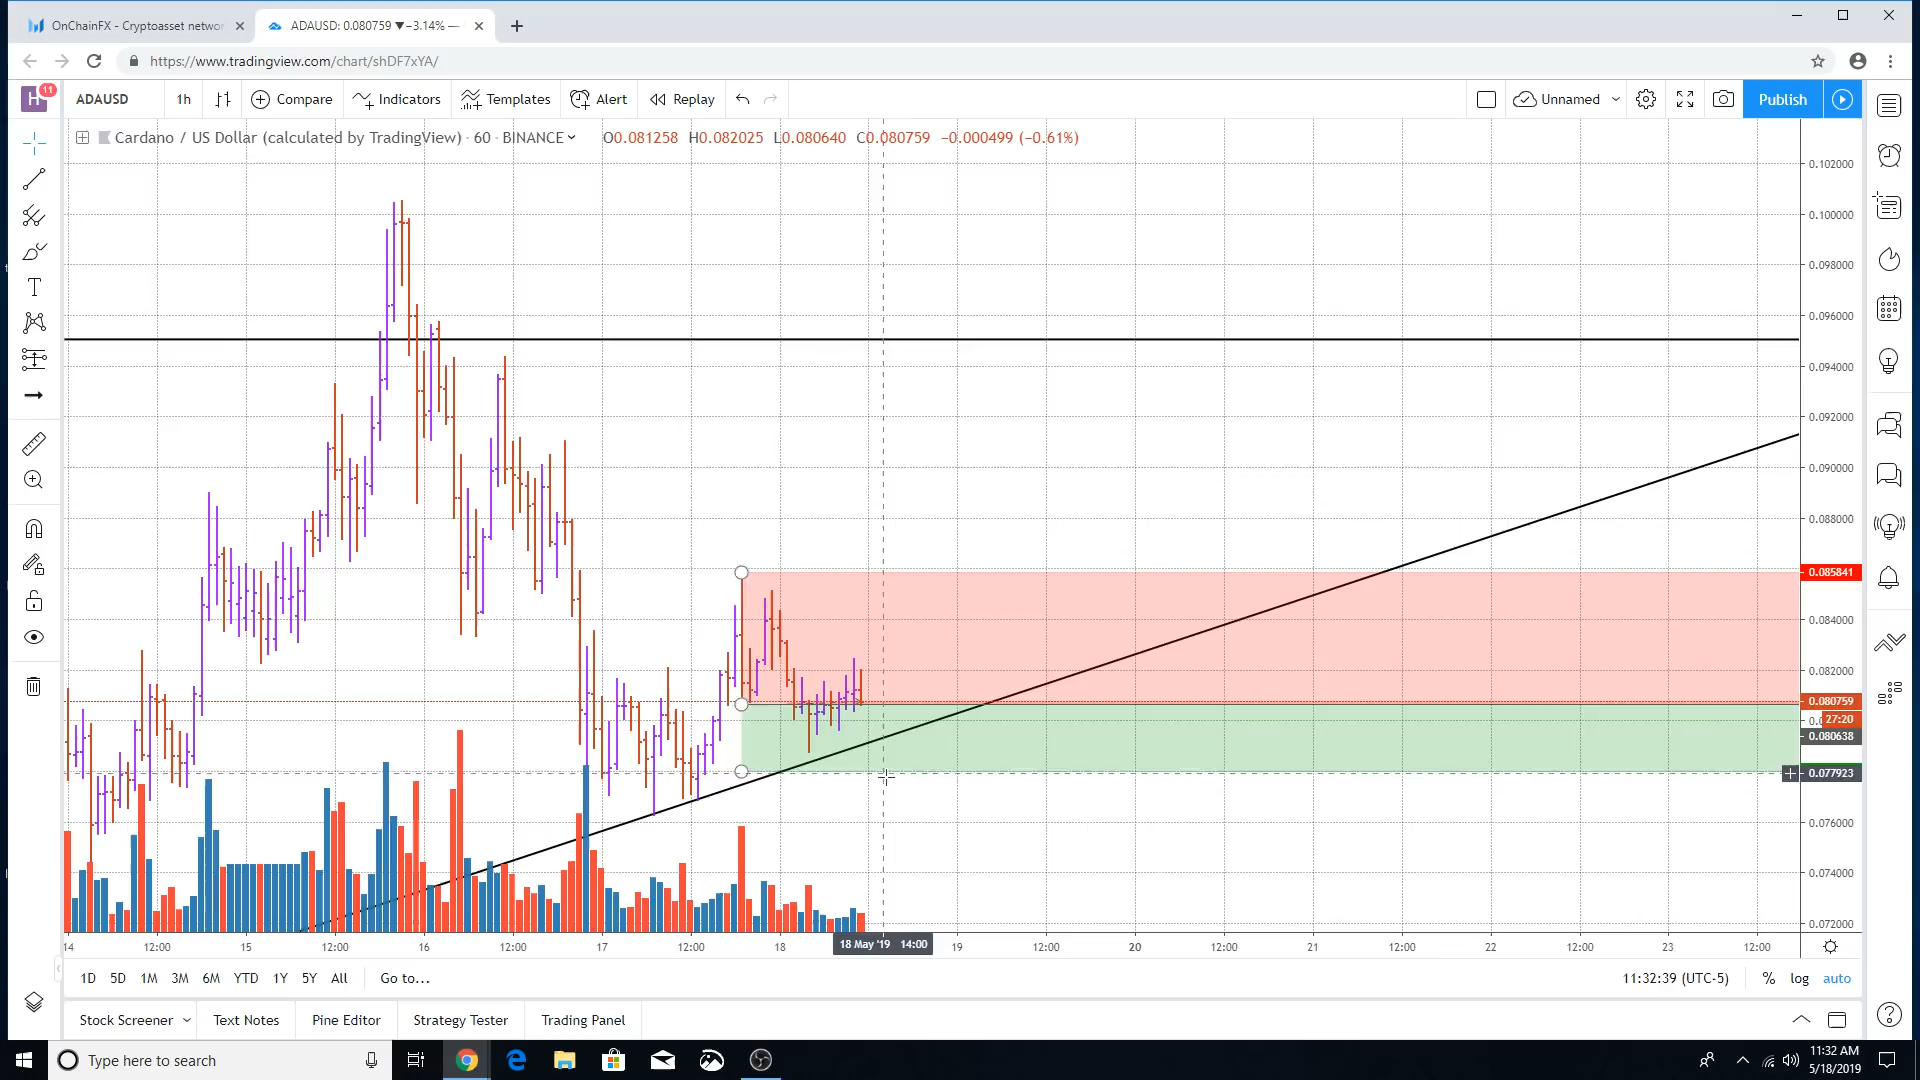 OnChainFX - Cryptoasset networ
ADAUSD: 0.080759 ▼−3.14% —
https://www.tradingview.com/chart/shDF7xYA/
H
11
ADAUSD
1h
Compare
Indicators
Templates
Alert
Replay
Unnamed
Publish
Cardano / US Dollar (calculated by TradingView) · 60 · BINANCE
O0.081258 H0.082025 L0.080640 C0.080759 −0.000499 (−0.61%)
0.102000
0.100000
0.098000
0.096000
0.094000
0.092000
0.090000
0.088000
0.085841
0.084000
0.082000
0.080759
27:20
0.080638
0.077923
0.076000
0.074000
0.072000
14 12:00 15 12:00 16 12:00 17 12:00 18 18 May '19 14:00 19 12:00 20 12:00 21 12:00 22 12:00 23 12:00
1D 5D 1M 3M 6M YTD 1Y 5Y All Go to... 11:32:39 (UTC-5) % log auto
Stock Screener Text Notes Pine Editor Strategy Tester Trading Panel
Type here to search
11:32 AM
5/18/2019